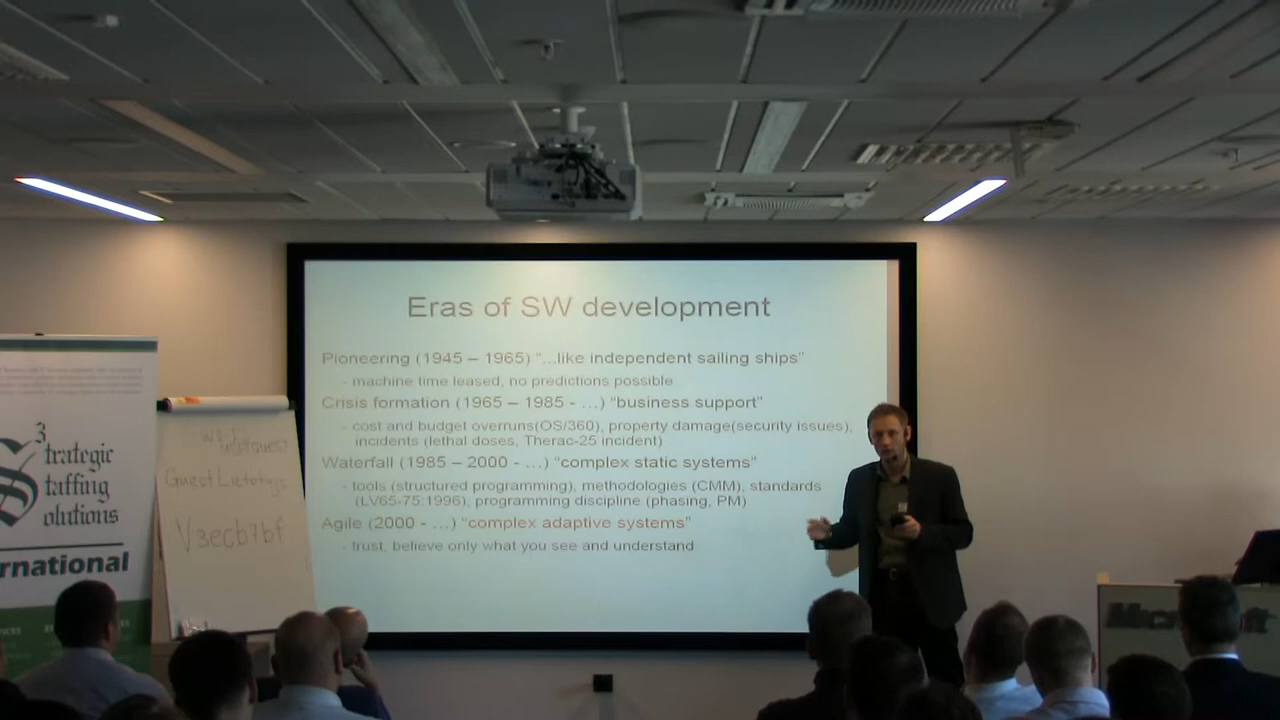 Eras of SW development
Pioneering (1945 – 1965) “...like independent sailing ships”
- machine time leased, no predictions possible
Crisis formation (1965 – 1985 - ...) “business support”
- cost and budget overruns(OS/360), property damage(security issues),
incidents (lethal doses, Therac-25 incident)
Waterfall (1985 – 2000 - ...) “complex static systems”
- tools (structured programming), methodologies (CMM), standards
(LV65-75:1996), programming discipline (phasing, PM)
Agile (2000 - ...) “complex adaptive systems”
- trust, believe only what you see and understand
3
Strategic
Staffing
Solutions
rnational
V3ecb7bf
Microsoft